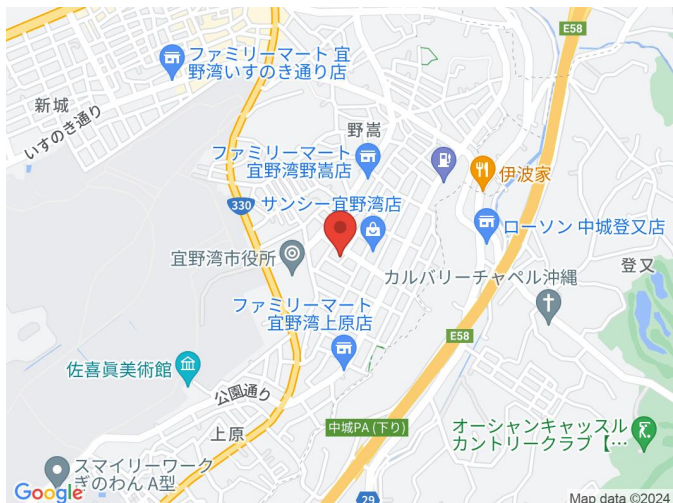 E58
ファミリーマート 宜
野湾いすのき通り店
新城
いすのき通り
野嵩
ファミリーマート
宜野湾野嵩店
伊波家
330
サンシー宜野湾店
ローソン 中城登又店
宜野湾市役所
登又
カルバリーチャペル沖縄
ファミリーマート
宜野湾上原店
E58
佐喜眞美術館
公園通り
上原
中城PA (下り)
オーシャンキャッスル
カントリークラブ【…
スマイリーワーク
ぎのわん A型
Google
29
Map data ©2024